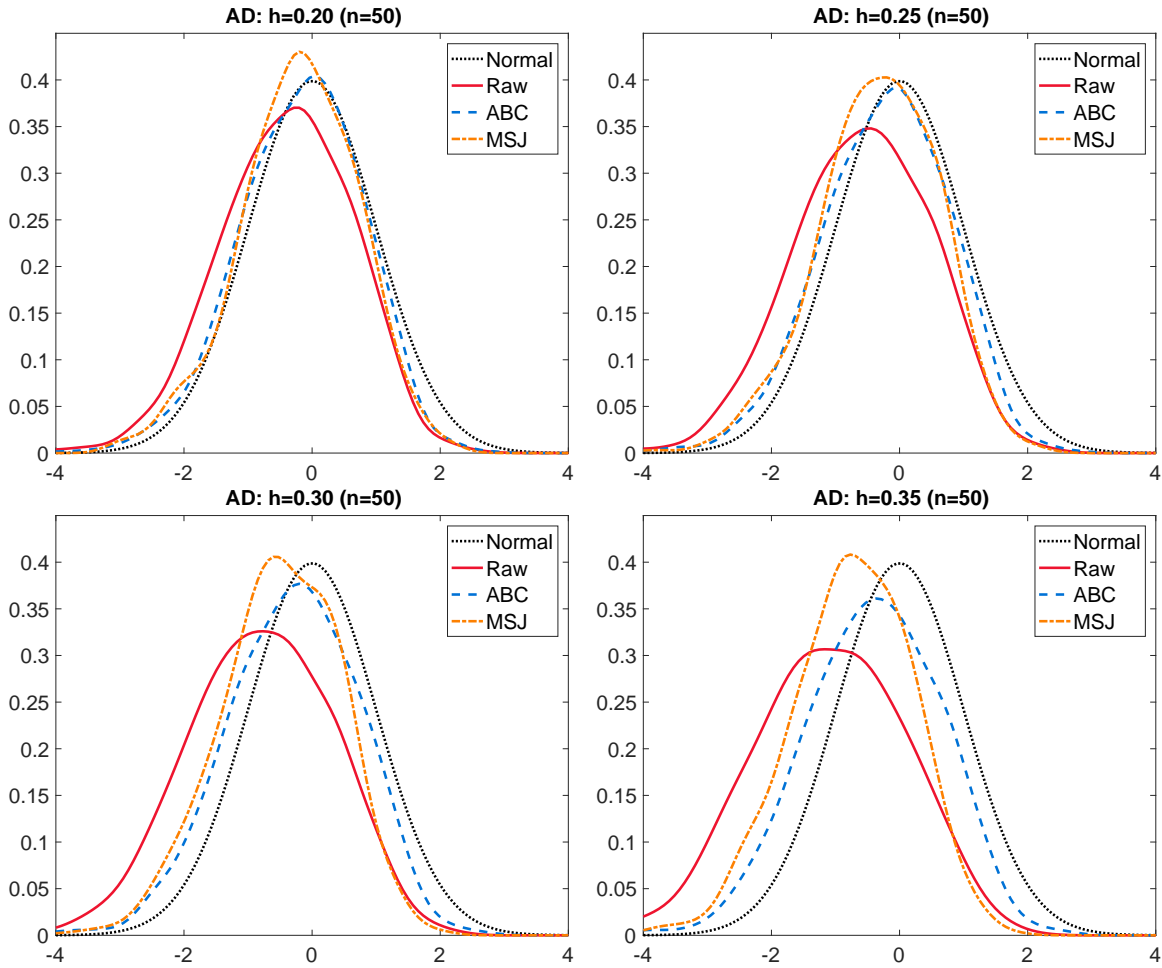 AD: h=0.20 (n=50)
0.4
0.35
0.3
0.25
0.2
0.15
0.1
0.05
0
-4
-2
0
2
4
Normal
Raw
ABC
MSJ
AD: h=0.25 (n=50)
0.4
0.35
0.3
0.25
0.2
0.15
0.1
0.05
0
-4
-2
0
2
4
Normal
Raw
ABC
MSJ
AD: h=0.30 (n=50)
0.4
0.35
0.3
0.25
0.2
0.15
0.1
0.05
0
-4
-2
0
2
4
Normal
Raw
ABC
MSJ
AD: h=0.35 (n=50)
0.4
0.35
0.3
0.25
0.2
0.15
0.1
0.05
0
-4
-2
0
2
4
Normal
Raw
ABC
MSJ